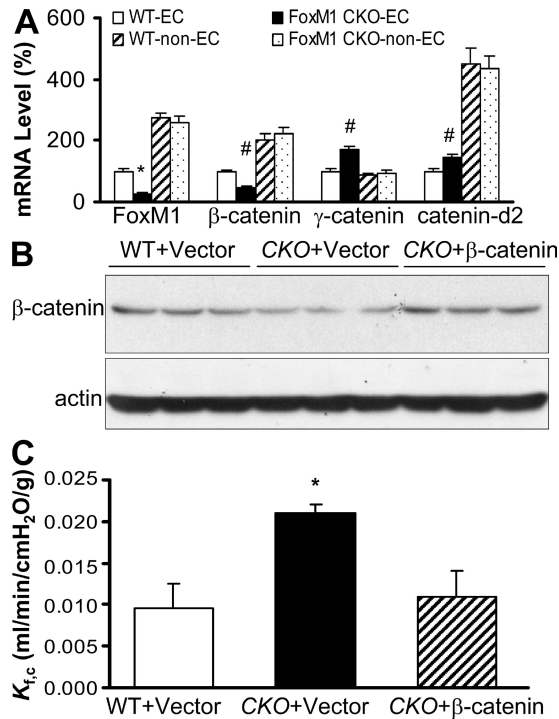 A
WT-EC
FoxM1 CKO-EC
WT-non-EC
FoxM1 CKO-non-EC
mRNA Level (%)
600
400
200
0
*
#
#
#
FoxM1 β-catenin γ-catenin catenin-d2
B
WT+Vector CKO+Vector CKO+β-catenin
β-catenin
actin
C
Kf,c (ml/min/cmH2O/g)
0.025
0.020
0.015
0.010
0.005
0.000
*
WT+Vector CKO+Vector CKO+β-catenin